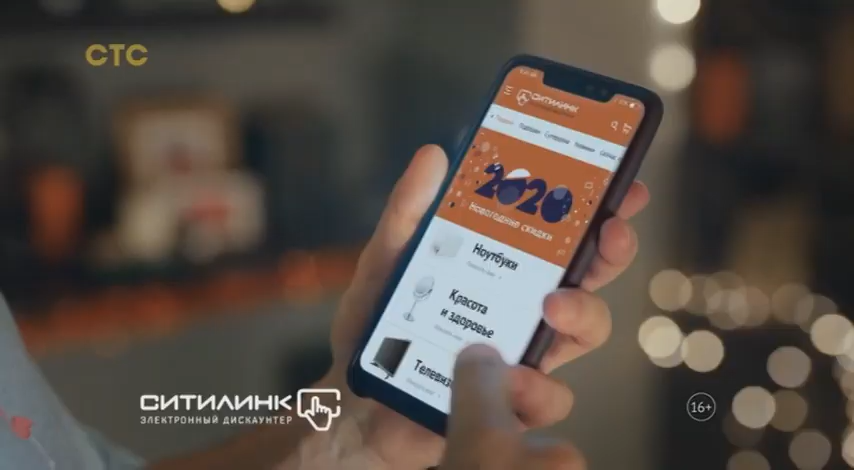 СТС
СИТИЛИНК
2020
Новогодние скидки
Ноутбуки
Красота
и здоровье
СИТИЛИНК
ЭЛЕКТРОННЫЙ ДИСКАУНТЕР
16+